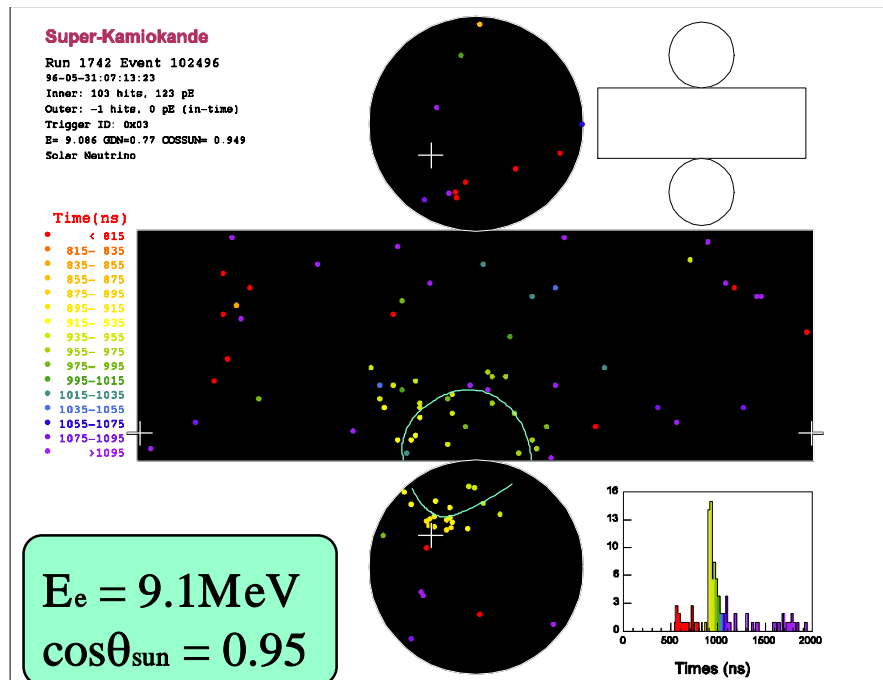 Super-Kamiokande
Run 1742 Event 102496
96-05-31:07:13:23
Inner: 103 hits, 123 pE
Outer: -1 hits, 0 pE (in-time)
Trigger ID: 0x03
E= 9.086 GDN=0.77 COSSUN= 0.949
Solar Neutrino
Time(ns)
< 815
815- 835
835- 855
855- 875
875- 895
895- 915
915- 935
935- 955
955- 975
975- 995
995-1015
1015-1035
1035-1055
1055-1075
1075-1095
>1095
Ee = 9.1MeV
cosθsun = 0.95
16
13
10
6
3
0
0 500 1000 1500 2000
Times (ns)